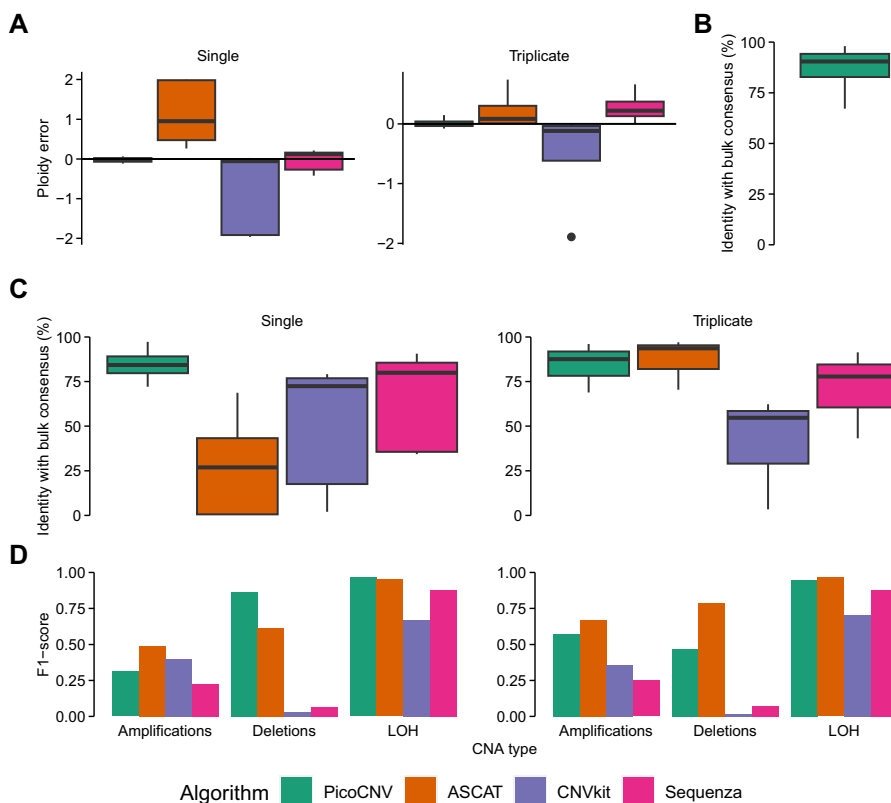 A
Single
Triplicate
Ploidy error
2
1
0
−1
−2
0
−1
−2
B
Identity with bulk consensus (%)
100
75
50
25
0
C
Single
Triplicate
Identity with bulk consensus (%)
100
75
50
25
0
100
75
50
25
0
D
F1−score
1.00
0.75
0.50
0.25
0.00
1.00
0.75
0.50
0.25
0.00
Amplifications Deletions LOH
Amplifications Deletions LOH
CNA type
Algorithm PicoCNV ASCAT CNVkit Sequenza